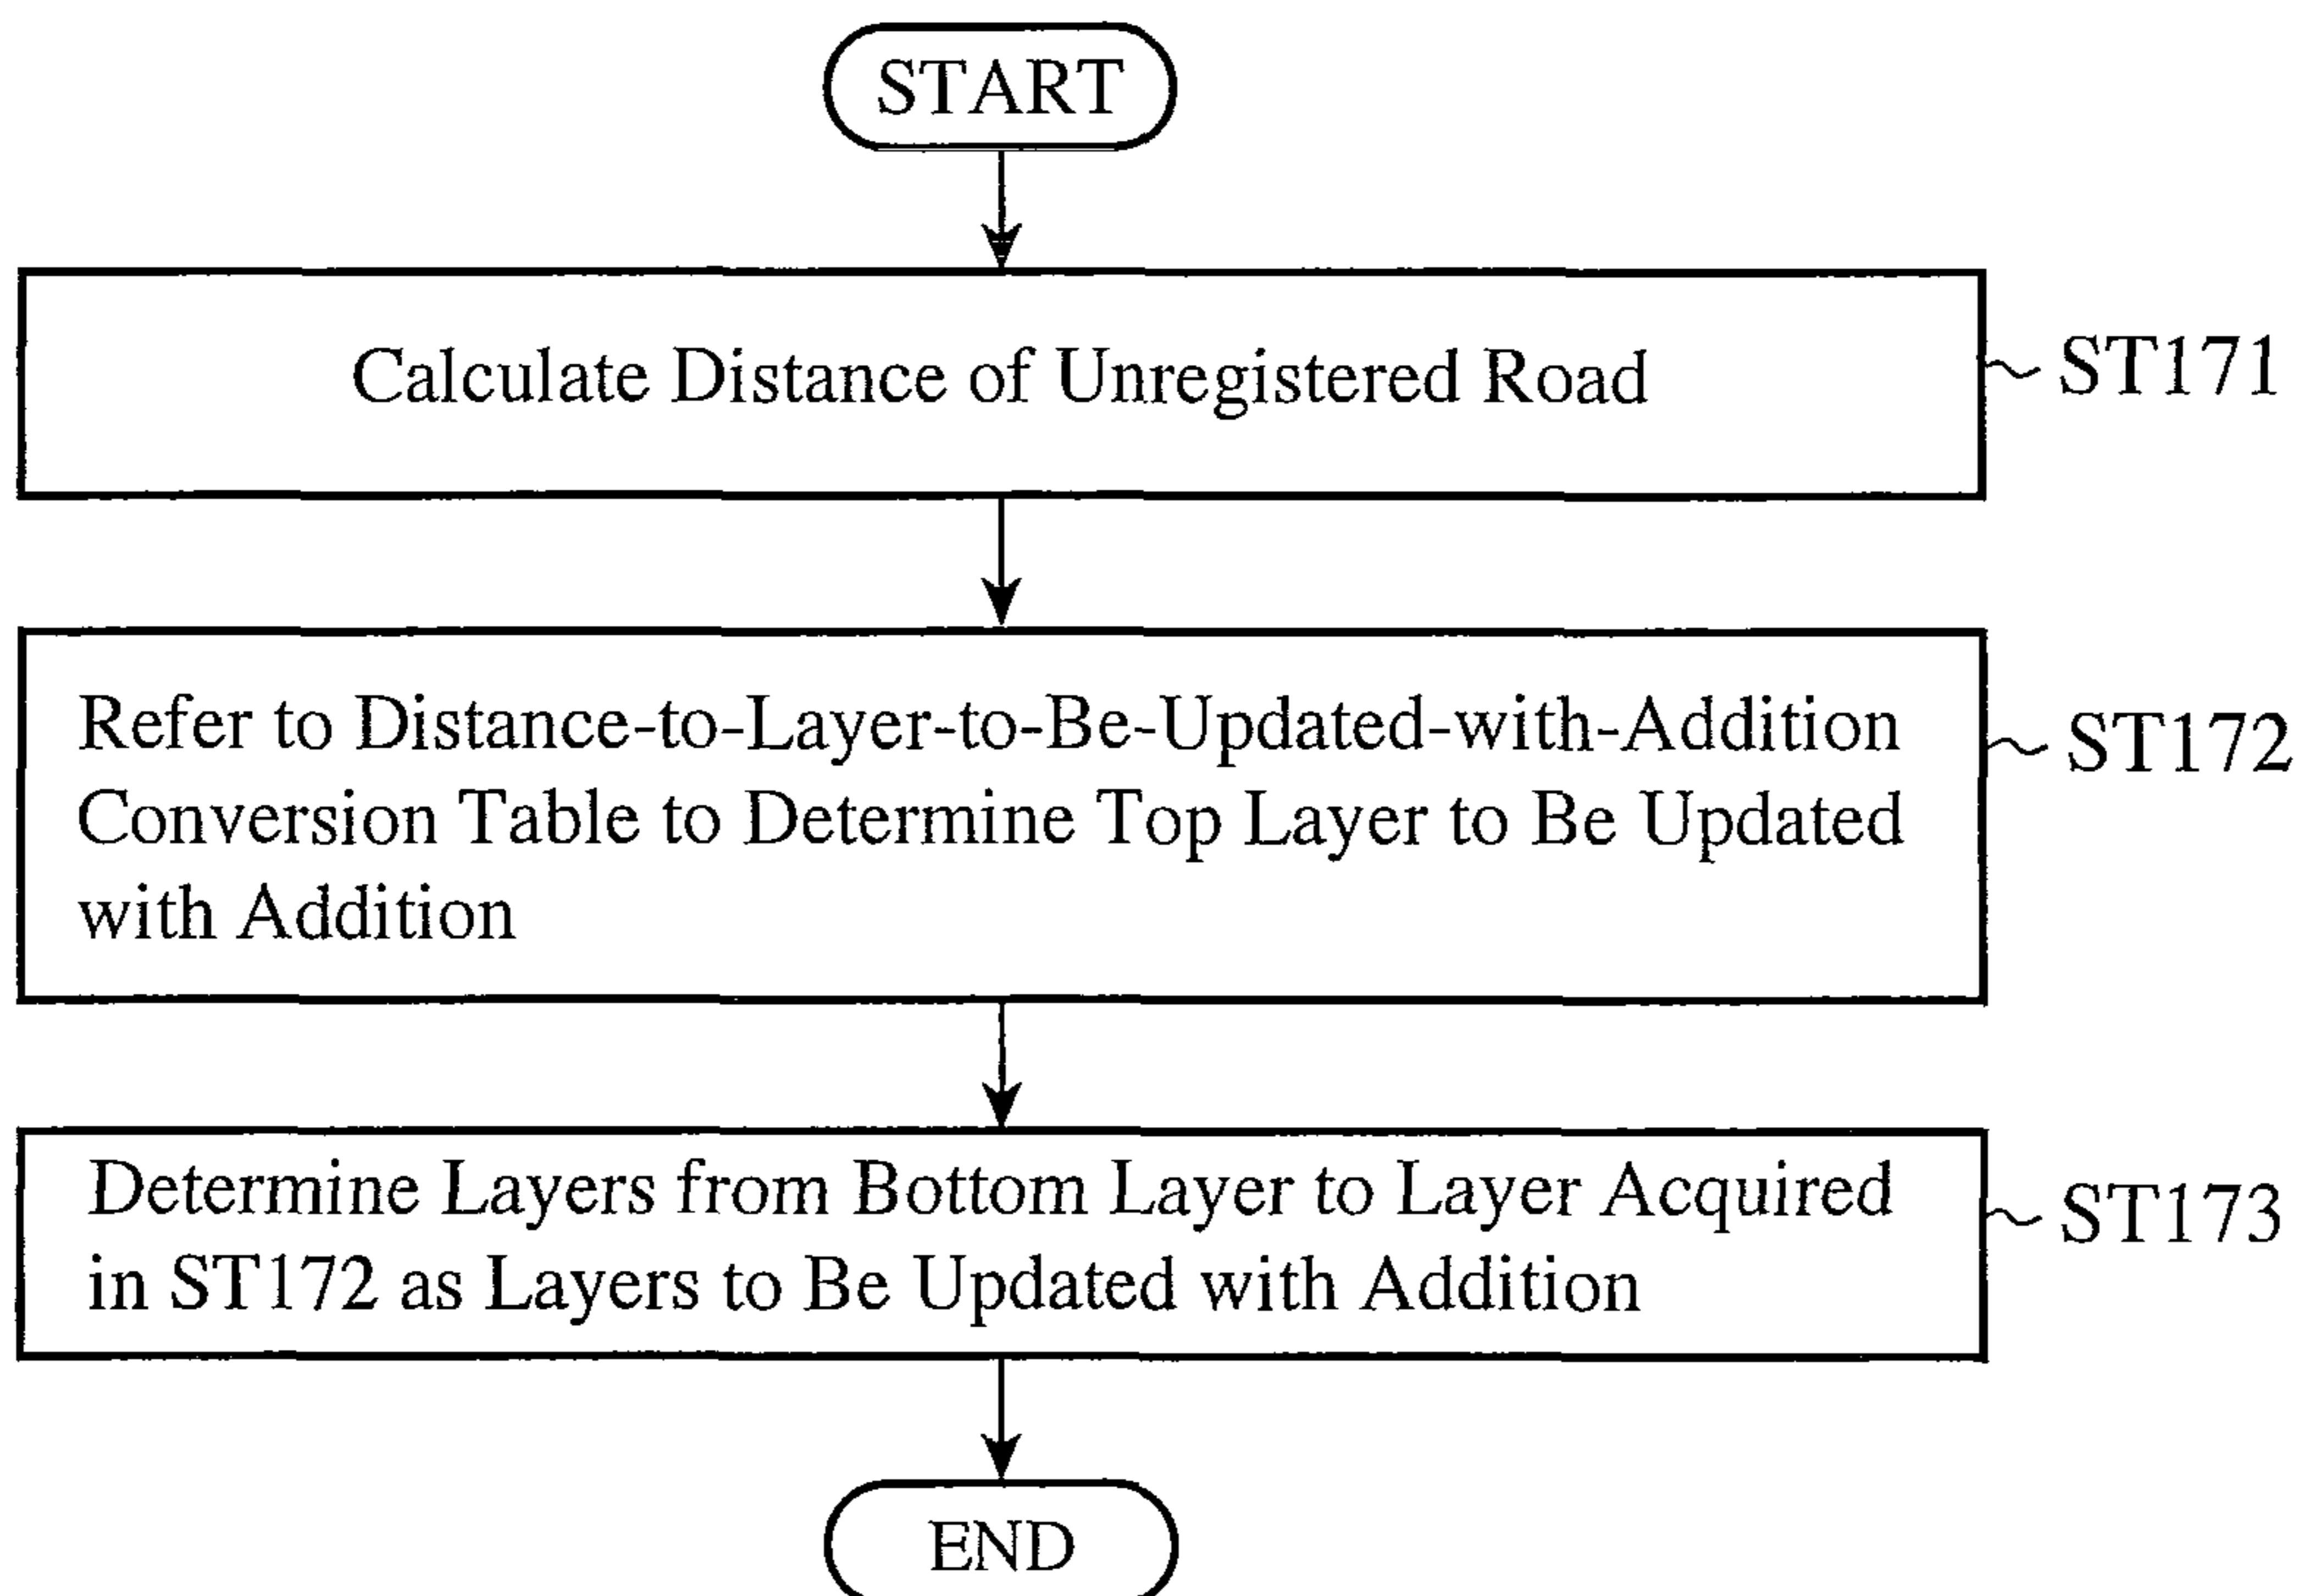 START
Calculate Distance of Unregistered Road
ST171
Refer to Distance-to-Layer-to-Be-Updated-with-Addition
Conversion Table to Determine Top Layer to Be Updated
with Addition
ST172
Determine Layers from Bottom Layer to Layer Acquired
in ST172 as Layers to Be Updated with Addition
ST173
END